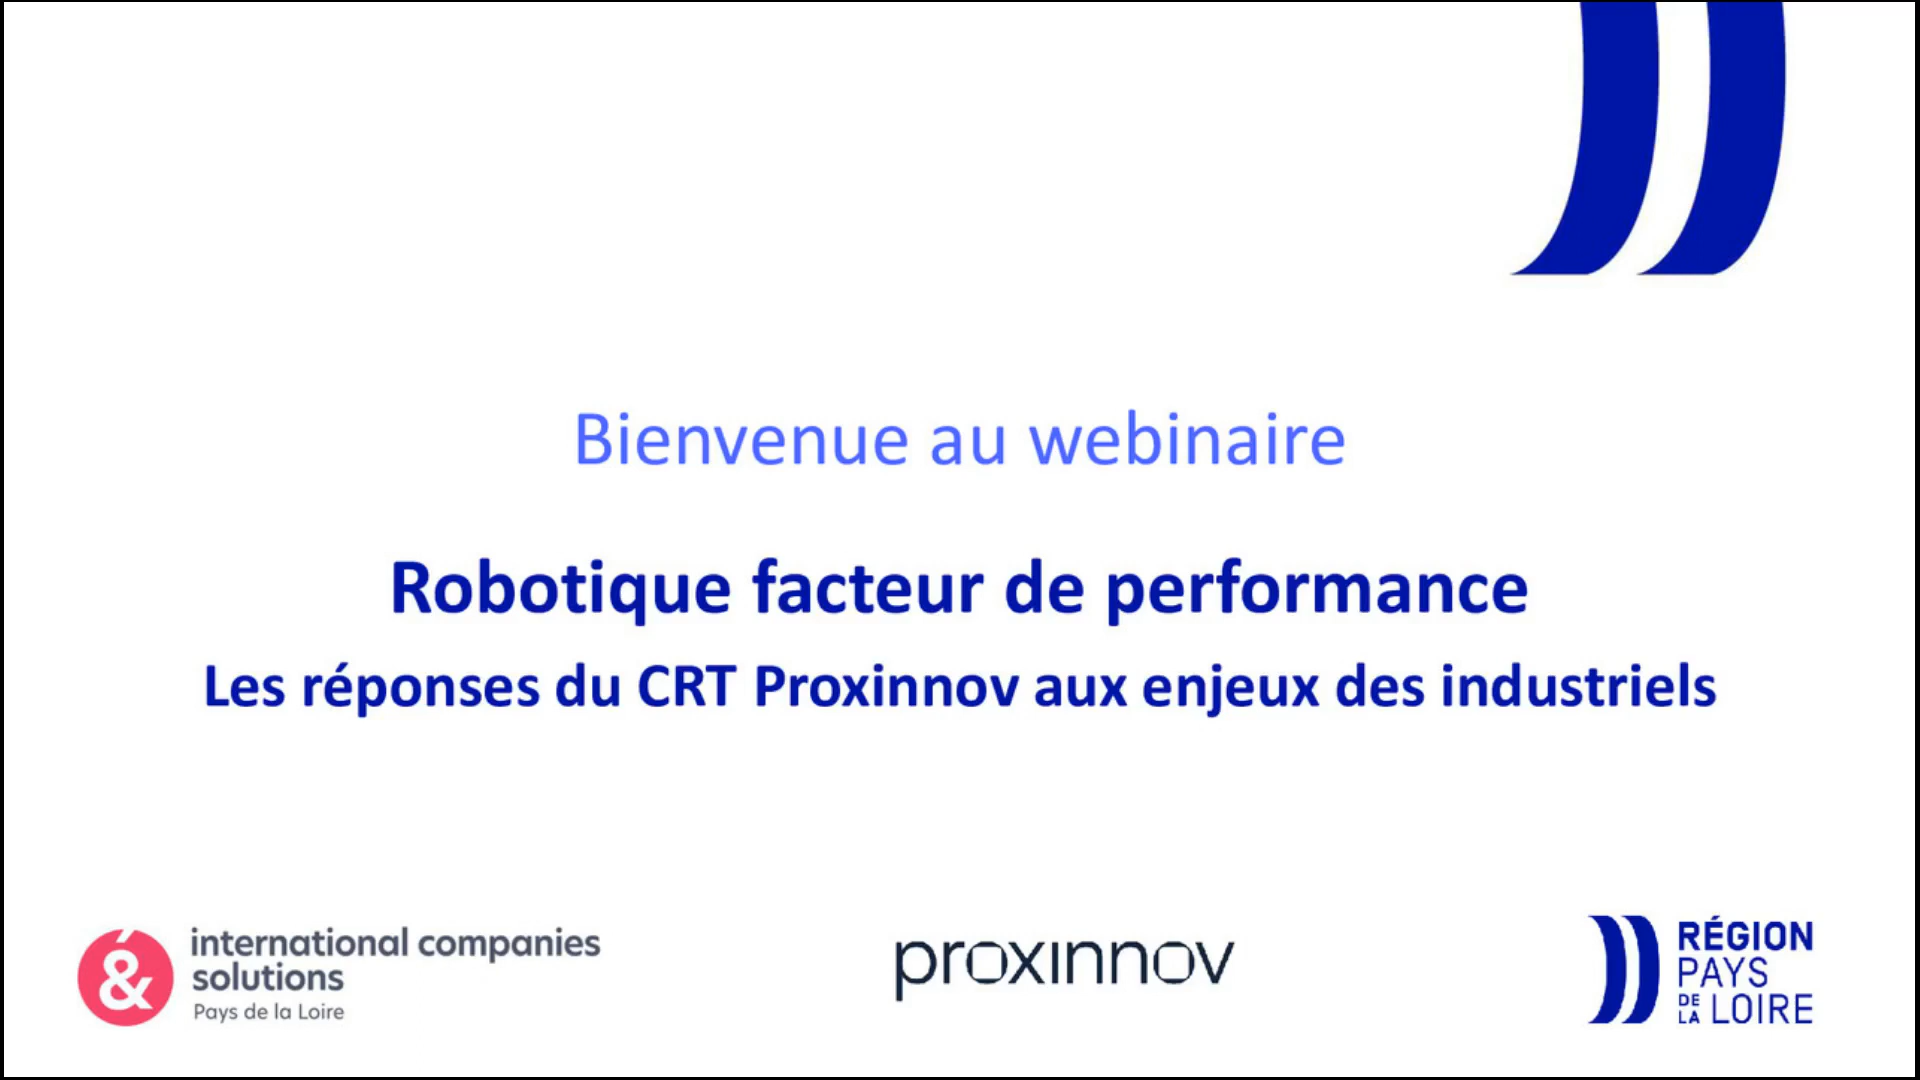 Bienvenue au webinaire
Robotique facteur de performance
Les réponses du CRT Proxinnov aux enjeux des industriels
&
international companies
solutions
Pays de la Loire
proxinnov
RÉGION
PAYS
DE LA LOIRE